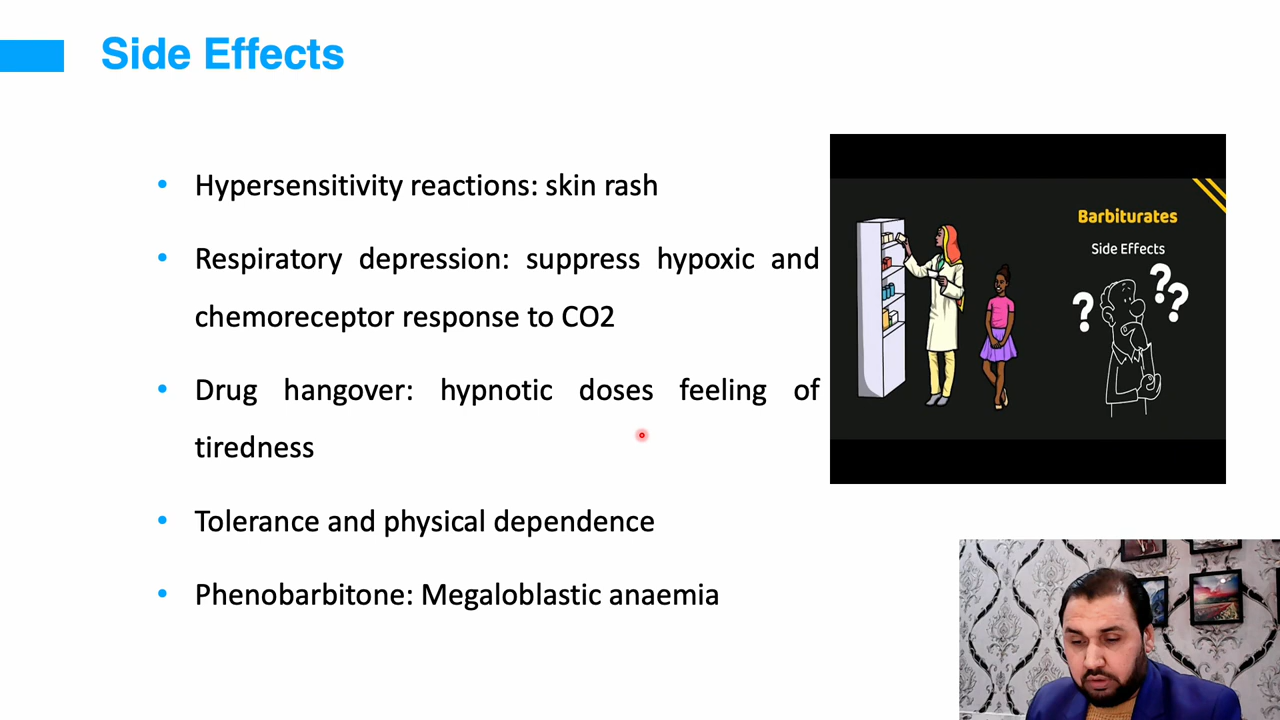 Side Effects
• Hypersensitivity reactions: skin rash
• Respiratory depression: suppress hypoxic and
chemoreceptor response to CO2
• Drug hangover: hypnotic doses feeling of
tiredness
• Tolerance and physical dependence
• Phenobarbitone: Megaloblastic anaemia
Barbiturates
Side Effects
? ? ?